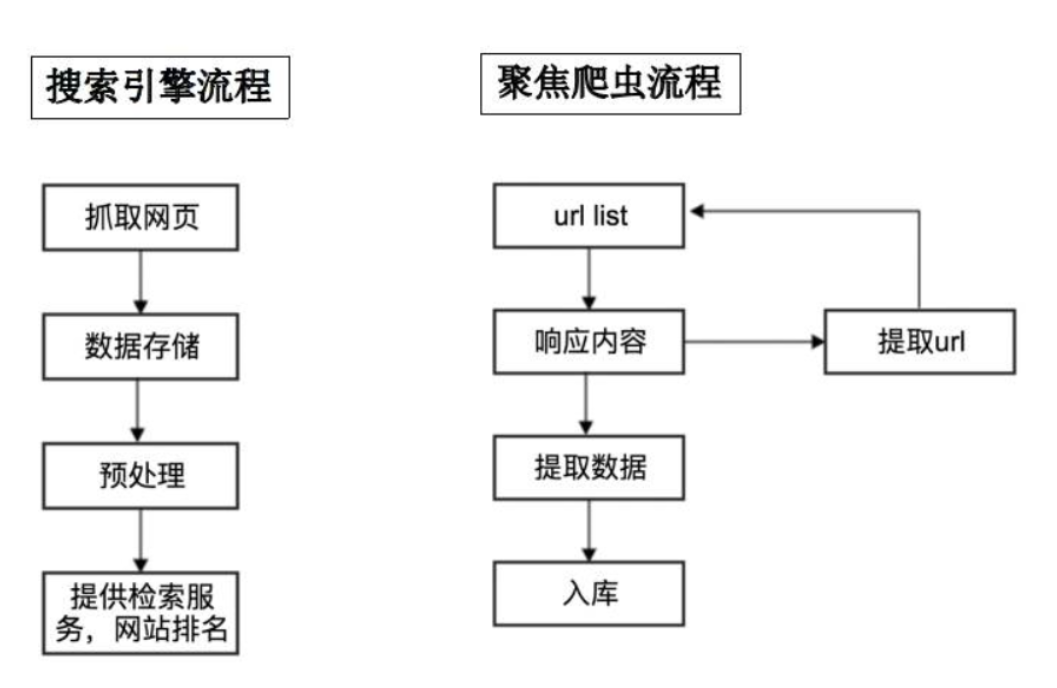 搜索引擎流程
抓取网页
数据存储
预处理
提供检索服
务，网站排名
聚焦爬虫流程
url list
响应内容
提取url
提取数据
入库